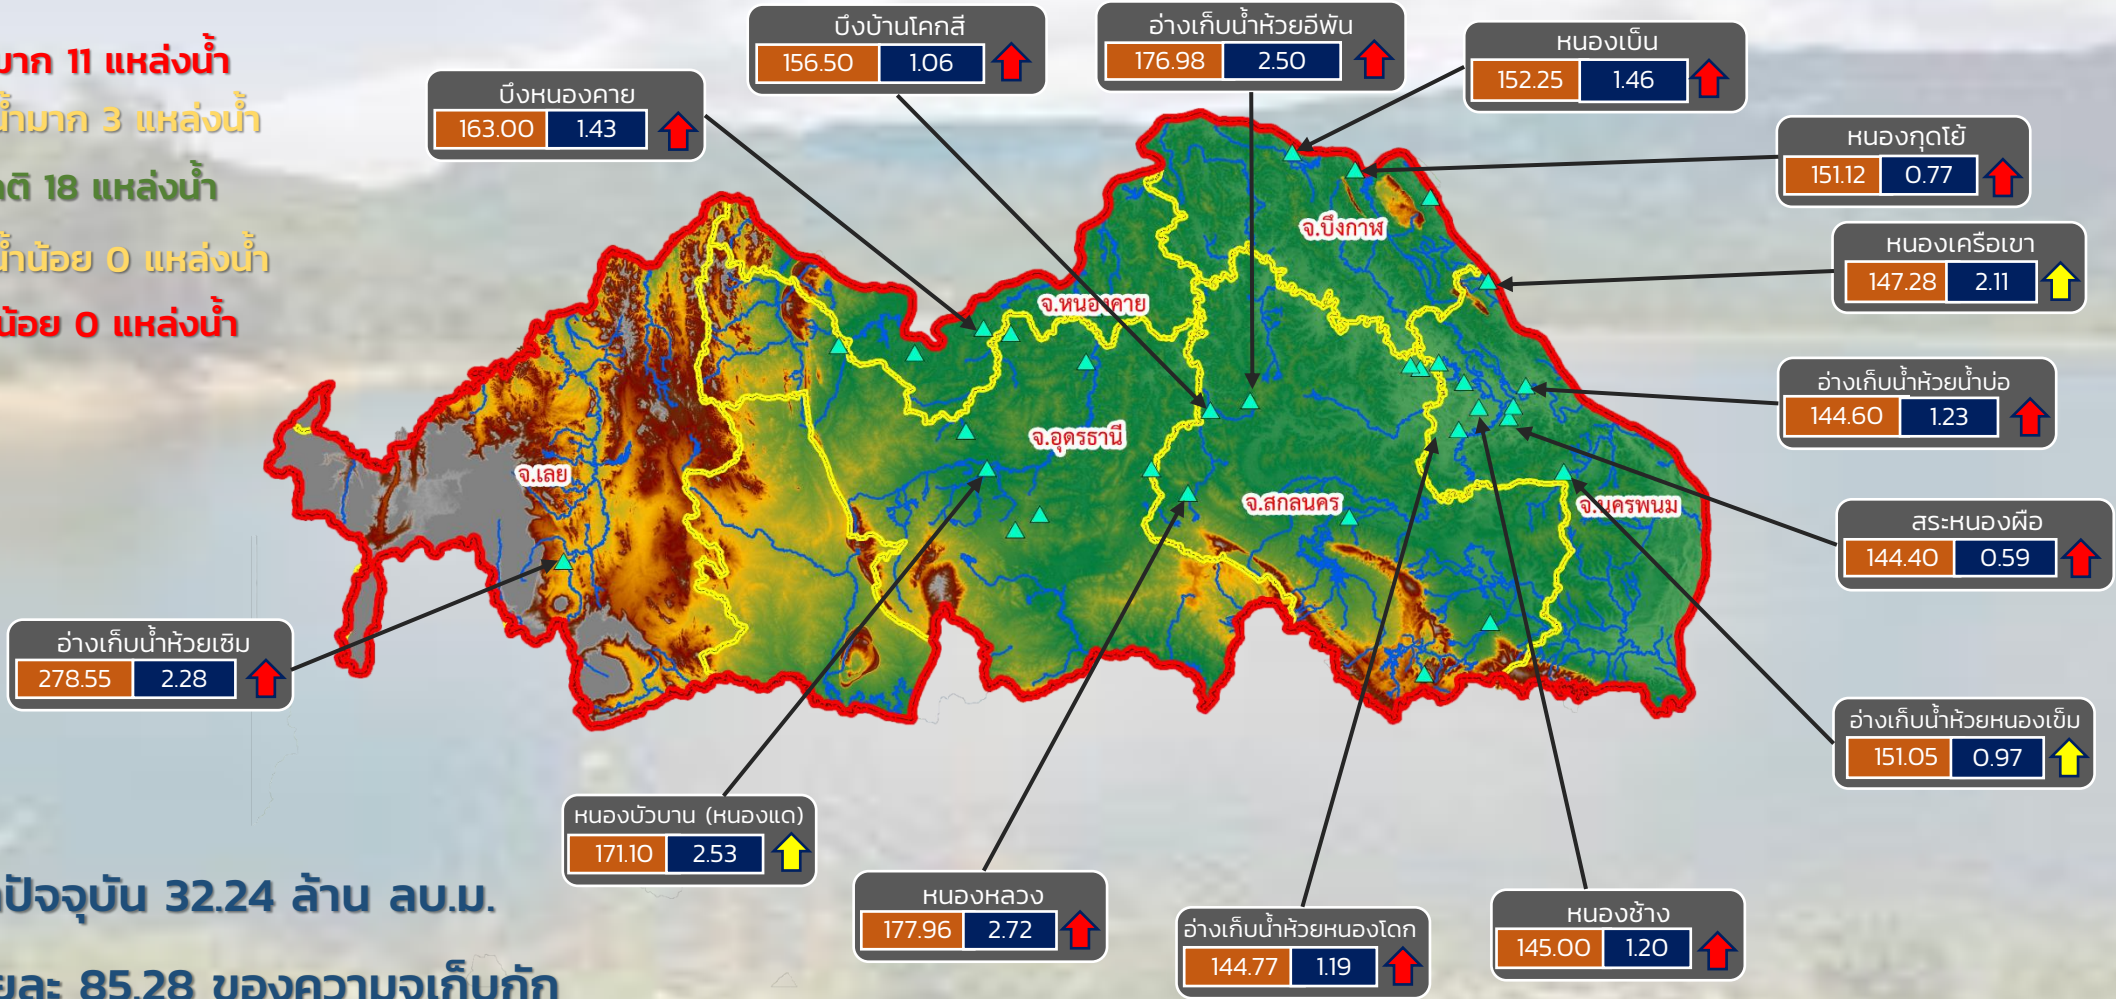 มาก 11 แหล่งน้ำ
น้ำมาก 3 แหล่งน้ำ
18 แหล่งน้ำ
น้ำน้อย 0 แหล่งน้ำ
น้อย 0 แหล่งน้ำ
บึงบ้านโคกสี
156.50 1.06
อ่างเก็บน้ำห้วยอีพัน
176.98 2.50
หนองเบ็น
152.25 1.46
บึงหนองคาย
163.00 1.43
หนองกุดโย้
151.12 0.77
หนองเครือเขา
147.28 2.11
อ่างเก็บน้ำห้วยน้ำบ่อ
144.60 1.23
สระหนองผือ
144.40 0.59
อ่างเก็บน้ำห้วยหนองเข็ม
151.05 0.97
จ.บึงกาฬ
จ.หนองคาย
จ.อุดรธานี
จ.เลย
จ.สกลนคร
จ.นครพนม
อ่างเก็บน้ำห้วยเซิม
278.55 2.28
หนองบัวบาน (หนองแด)
171.10 2.53
หนองหลวง
177.96 2.72
อ่างเก็บน้ำห้วยหนองโดก
144.77 1.19
หนองช้าง
145.00 1.20
ปัจจุบัน 32.24 ล้าน ลบ.ม.
85.28 ของความจุเก็บกัก